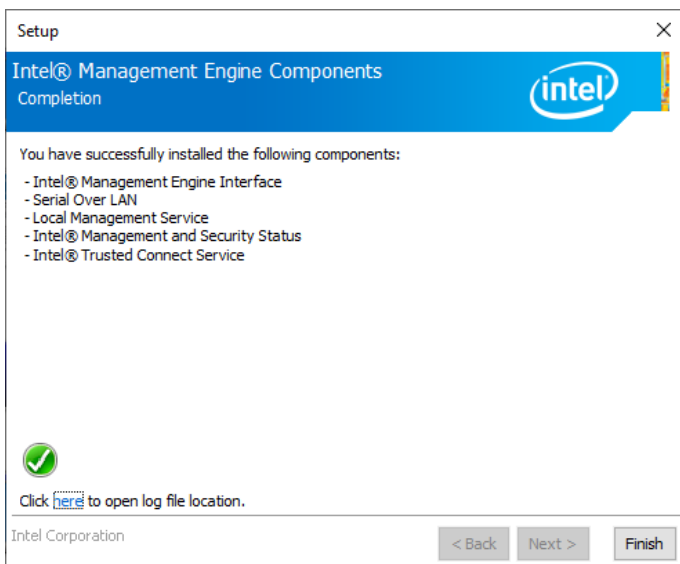 Setup
Intel® Management Engine Components
Completion
intel
You have successfully installed the following components:
- Intel® Management Engine Interface
- Serial Over LAN
- Local Management Service
- Intel® Management and Security Status
- Intel® Trusted Connect Service
Click here to open log file location.
Intel Corporation
< Back Next > Finish